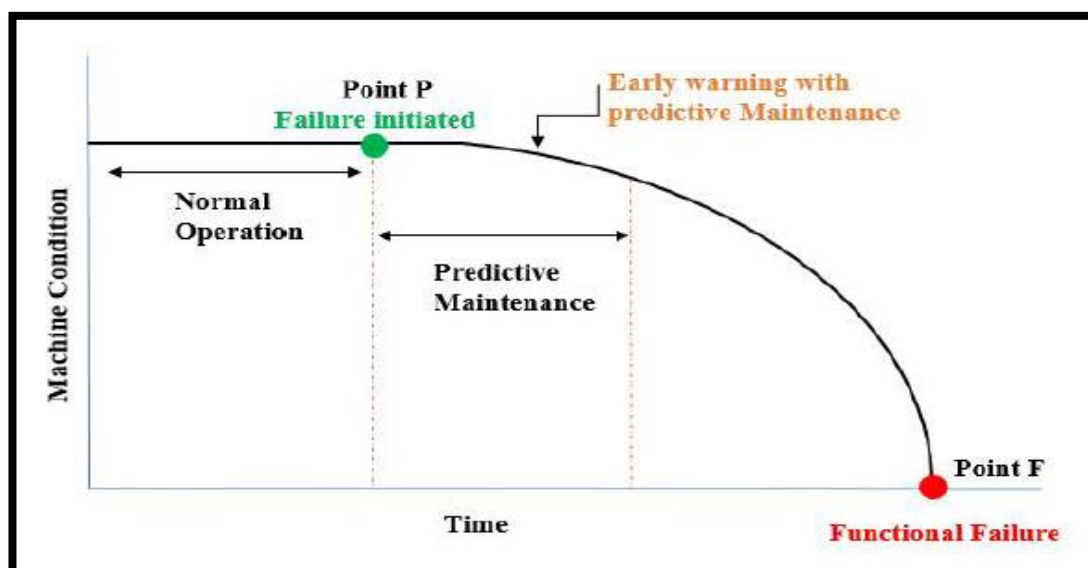 Point P
Failure initiated
Early warning with
predictive Maintenance
Normal
Operation
Predictive
Maintenance
Machine Condition
Point F
Time
Functional Failure